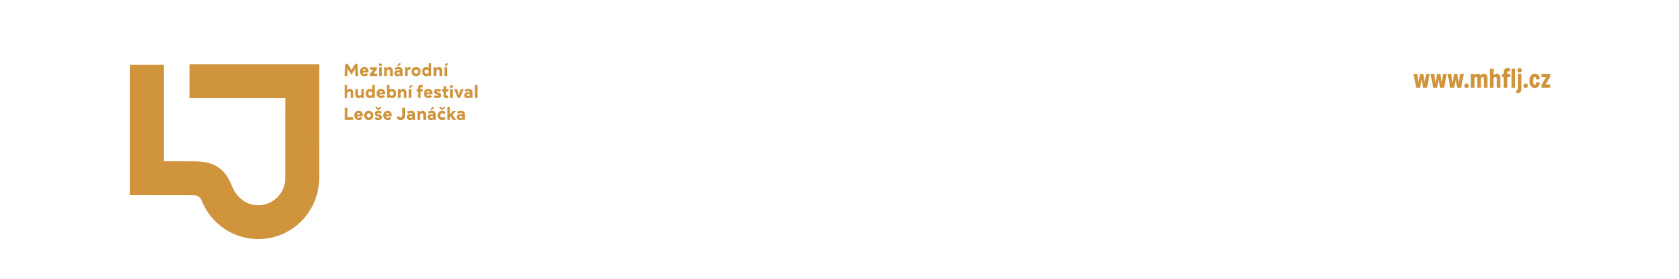 Mezinárodní
hudební festival
Leoše Janáčka
www.mhflj.cz